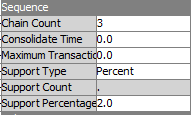 Sequence
Chain Count 3
Consolidate Time 0.0
Maximum Transactic 0.0
Support Type Percent
Support Count .
Support Percentage 2.0